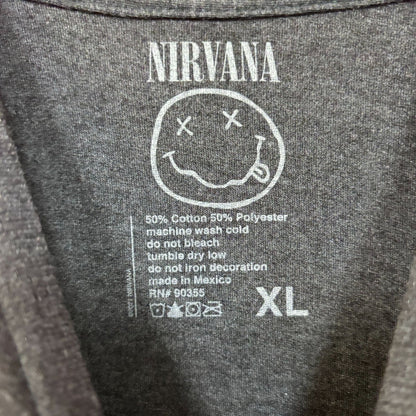 NIRVANA
50% Cotton 50% Polyester
machine wash cold
do not bleach
tumble dry low
do not iron decoration
made in Mexico
RN# 90355
XL
NIRVANA